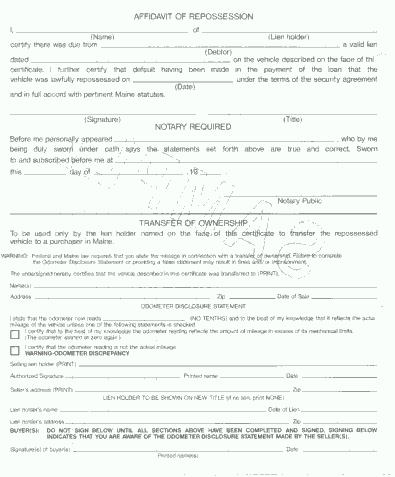 AFFIDAVIT OF REPOSSESSION
I, of
(Name) (Lien holder)
certify there was due from , a valid lien
(Debtor)
dated on the vehicle described on the face of this
certificate. I further certify that default having been made in the payment of the loan that the
vehicle was lawfully repossessed on under the terms of the security agreement
(Date)
and in full accord with pertinent Maine statutes.
(Signature) (Title)
NOTARY REQUIRED
Before me personally appeared , who by me
being duly sworn under oath, says the statements set forth above are true and correct. Sworn
to and subscribed before me at
this day of , 19
Notary Public
TRANSFER OF OWNERSHIP
To be used only by the lien holder named on the face of this certificate to transfer the repossessed
vehicle to a purchaser in Maine.
WARNING: Federal and Maine law requires that you state the mileage in connection with a transfer of ownership. Failure to complete
the Odometer Disclosure Statement or providing a false statement may result in fines and/or imprisonment.
The undersigned hereby certifies that the vehicle described in this certificate was transferred to (PRINT).
Name(s)
Address Zip Date of Sale
ODOMETER DISCLOSURE STATEMENT
I state that the odometer now reads (NO TENTHS) and to the best of my knowledge that it reflects the actual
mileage of the vehicle unless one of the following statements is checked.
I certify that to the best of my knowledge the odometer reading reflects the amount of mileage in excess of its mechanical limits.
(The odometer started at zero again.)
I certify that the odometer reading is not the actual mileage.
WARNING-ODOMETER DISCREPANCY
Selling lien holder (PRINT)
Authorized Signature Printed name Date
Seller's address (PRINT) Zip
LIEN HOLDER TO BE SHOWN ON NEW TITLE (if no lien, print NONE)
Lien holder's name Date of Lien
Lien holder's address Zip
BUYER(S): DO NOT SIGN BELOW UNTIL ALL SECTIONS ABOVE HAVE BEEN COMPLETED AND SIGNED. SIGNING BELOW
INDICATES THAT YOU ARE AWARE OF THE ODOMETER DISCLOSURE STATEMENT MADE BY THE SELLER(S).
Signature(s) of buyer(s) Date
Printed name(s)